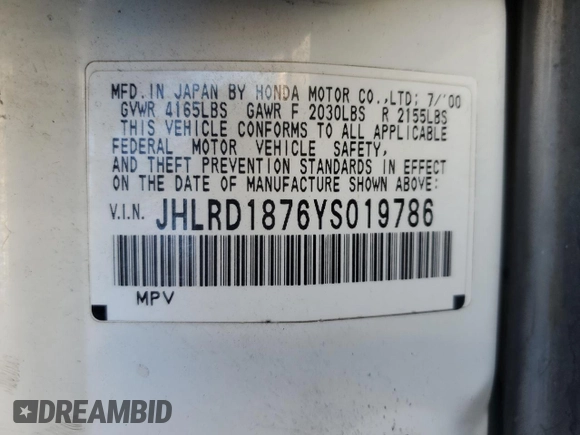 MFD. IN JAPAN BY HONDA MOTOR CO.,LTD; 7/'00
GVWR 4165LBS GAWR F 2030LBS R 2155LBS
THIS VEHICLE CONFORMS TO ALL APPLICABLE
FEDERAL MOTOR VEHICLE SAFETY,
AND THEFT PREVENTION STANDARDS IN EFFECT
ON THE DATE OF MANUFACTURE SHOWN ABOVE:
V.I.N. JHLRD1876YS019786
MPV
DREAMBID